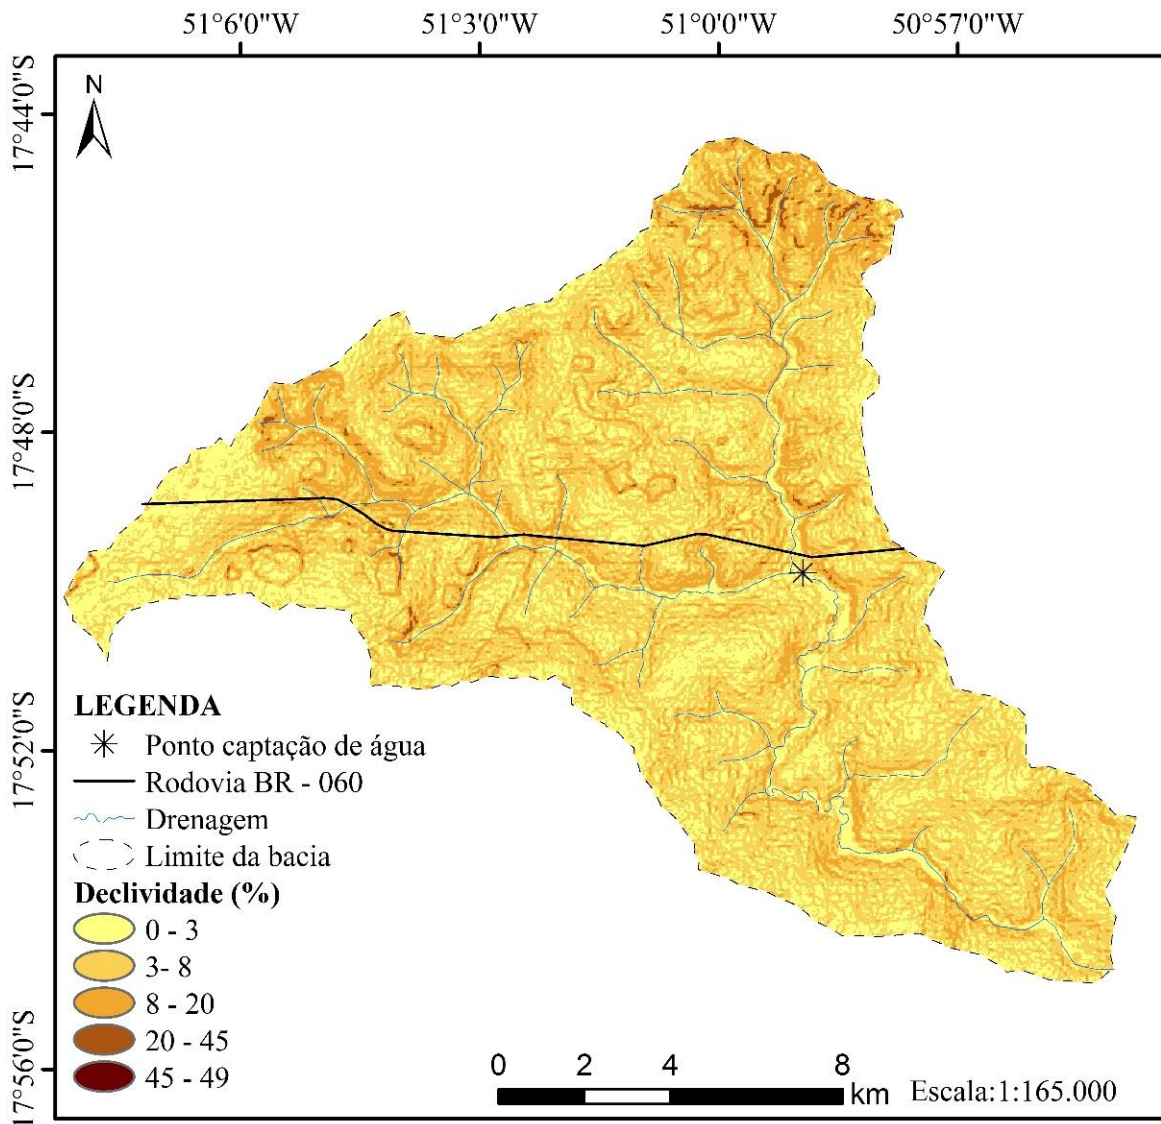 51°6'0"W 51°3'0"W 51°0'0"W 50°57'0"W
17°44'0"S
N
17°48'0"S
17°52'0"S
LEGENDA
Ponto captação de água
Rodovia BR - 060
Drenagem
Limite da bacia
Declividade (%)
0 - 3
3- 8
8 - 20
20 - 45
45 - 49
17°56'0"S
0 2 4 8
km
Escala:1:165.000